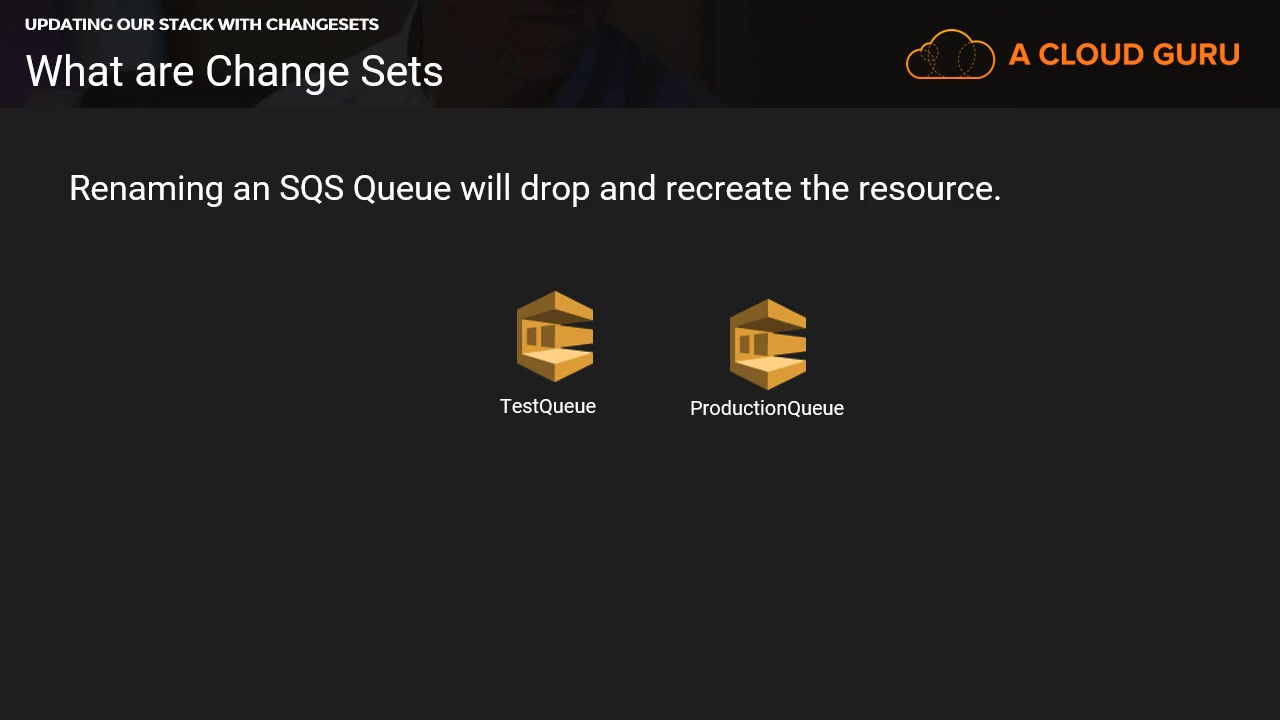 UPDATING OUR STACK WITH CHANGESETS
What are Change Sets
A CLOUD GURU
Renaming an SQS Queue will drop and recreate the resource.
TestQueue
ProductionQueue